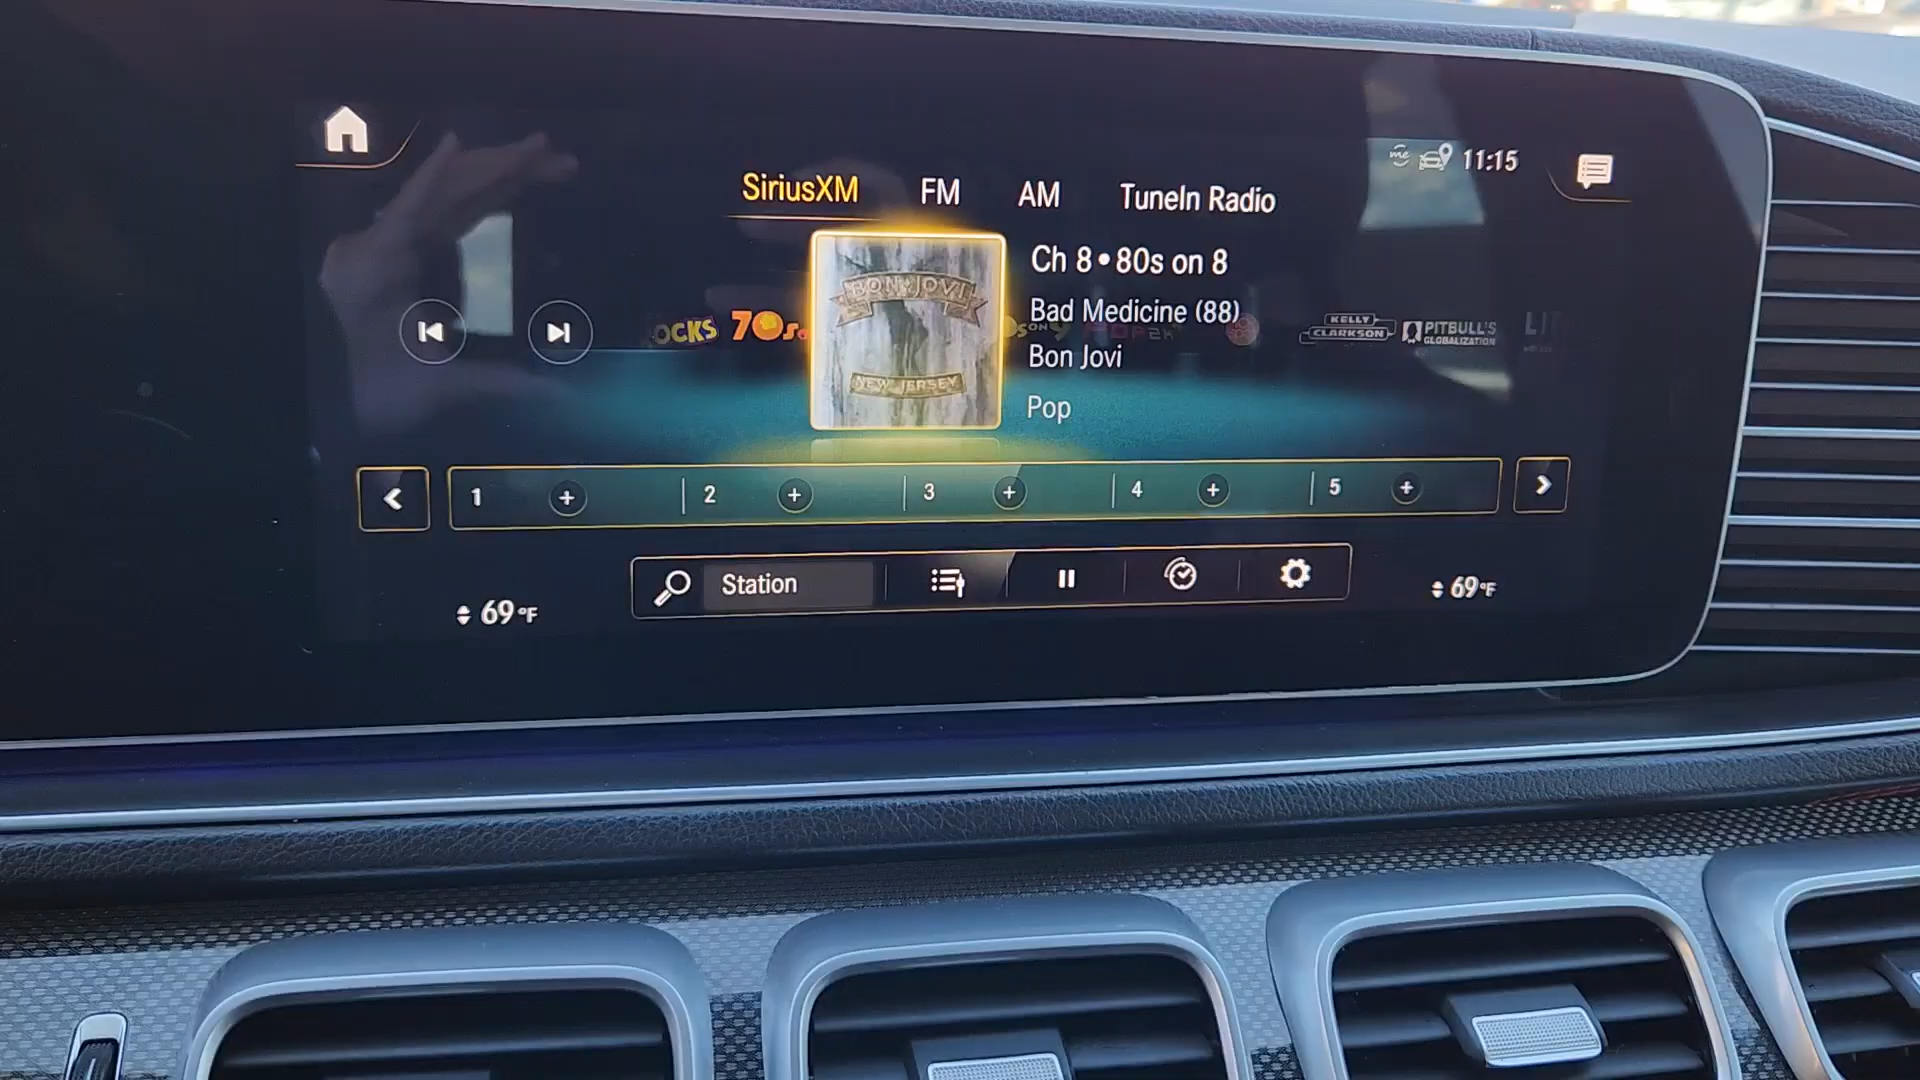 me 11:15
SiriusXM FM AM TuneIn Radio
Ch 8 • 80s on 8
Bad Medicine (88)
Bon Jovi
Pop
OCKS 70s
BON JOVI
NEW JERSEY
KELLY
CLARKSON
PITBULL'S
GLOBALIZATION
1 + 2 + 3 + 4 + 5 +
Station
69°F
69°F